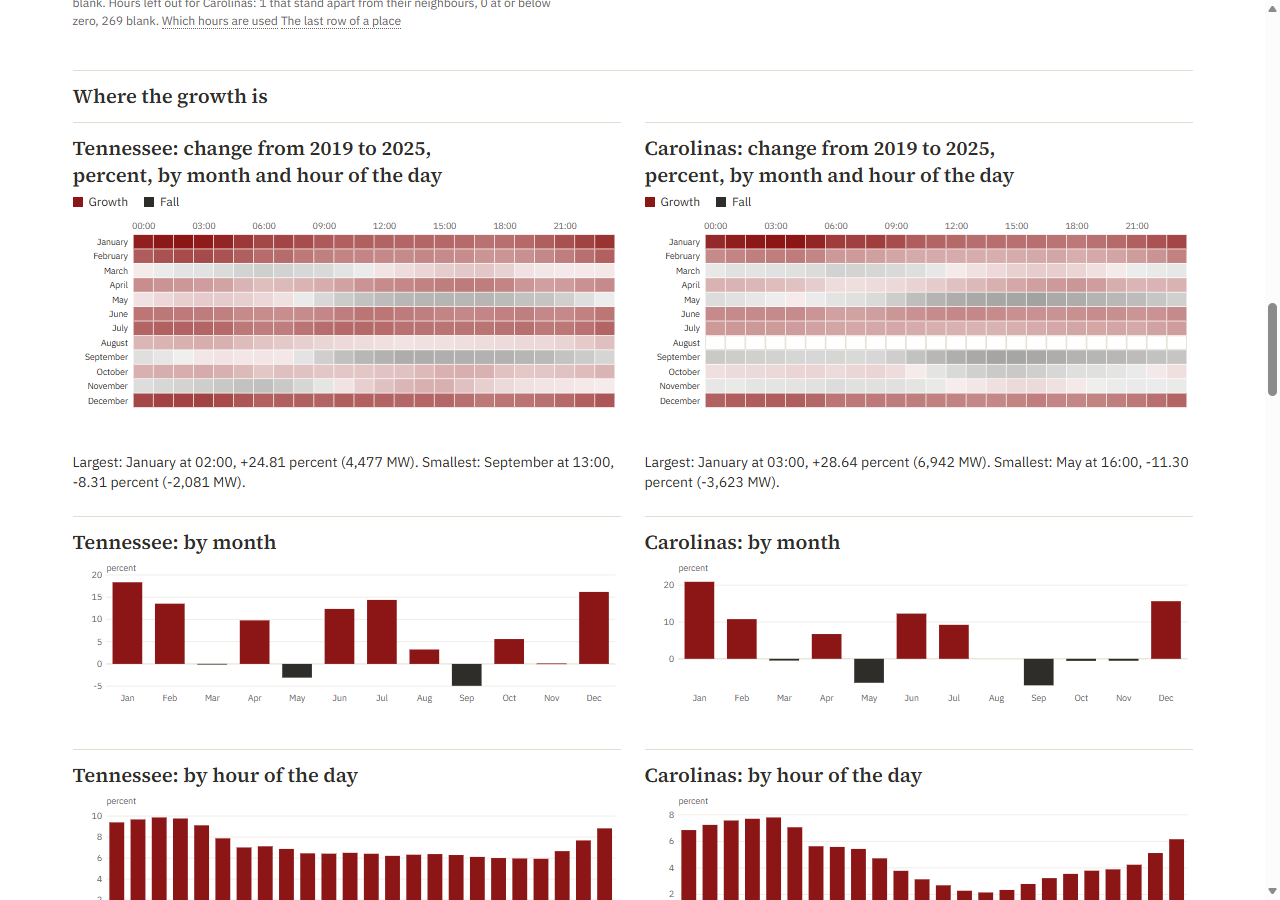 blank. Hours left out for Carolinas: 1 that stand apart from their neighbours, 0 at or below
zero, 269 blank. Which hours are used The last row of a place
Where the growth is
Tennessee: change from 2019 to 2025,
percent, by month and hour of the day
Growth Fall
00:00 03:00 06:00 09:00 12:00 15:00 18:00 21:00
January
February
March
April
May
June
July
August
September
October
November
December
Largest: January at 02:00, +24.81 percent (4,477 MW). Smallest: September at 13:00,
-8.31 percent (-2,081 MW).
Carolinas: change from 2019 to 2025,
percent, by month and hour of the day
Growth Fall
00:00 03:00 06:00 09:00 12:00 15:00 18:00 21:00
January
February
March
April
May
June
July
August
September
October
November
December
Largest: January at 03:00, +28.64 percent (6,942 MW). Smallest: May at 16:00, -11.30
percent (-3,623 MW).
Tennessee: by month
percent
20
15
10
5
0
-5
Jan Feb Mar Apr May Jun Jul Aug Sep Oct Nov Dec
Carolinas: by month
percent
20
10
0
Jan Feb Mar Apr May Jun Jul Aug Sep Oct Nov Dec
Tennessee: by hour of the day
percent
10
8
6
4
2
Carolinas: by hour of the day
percent
8
6
4
2